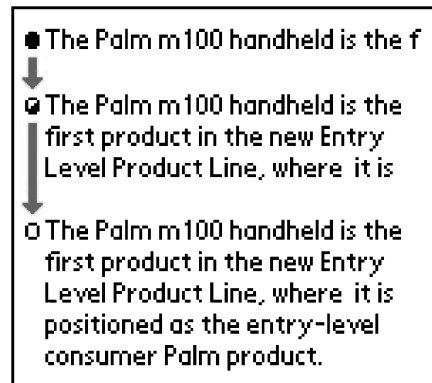 The Palm m100 handheld is the f
The Palm m100 handheld is the
first product in the new Entry
Level Product Line, where it is
The Palm m100 handheld is the
first product in the new Entry
Level Product Line, where it is
positioned as the entry-level
consumer Palm product.